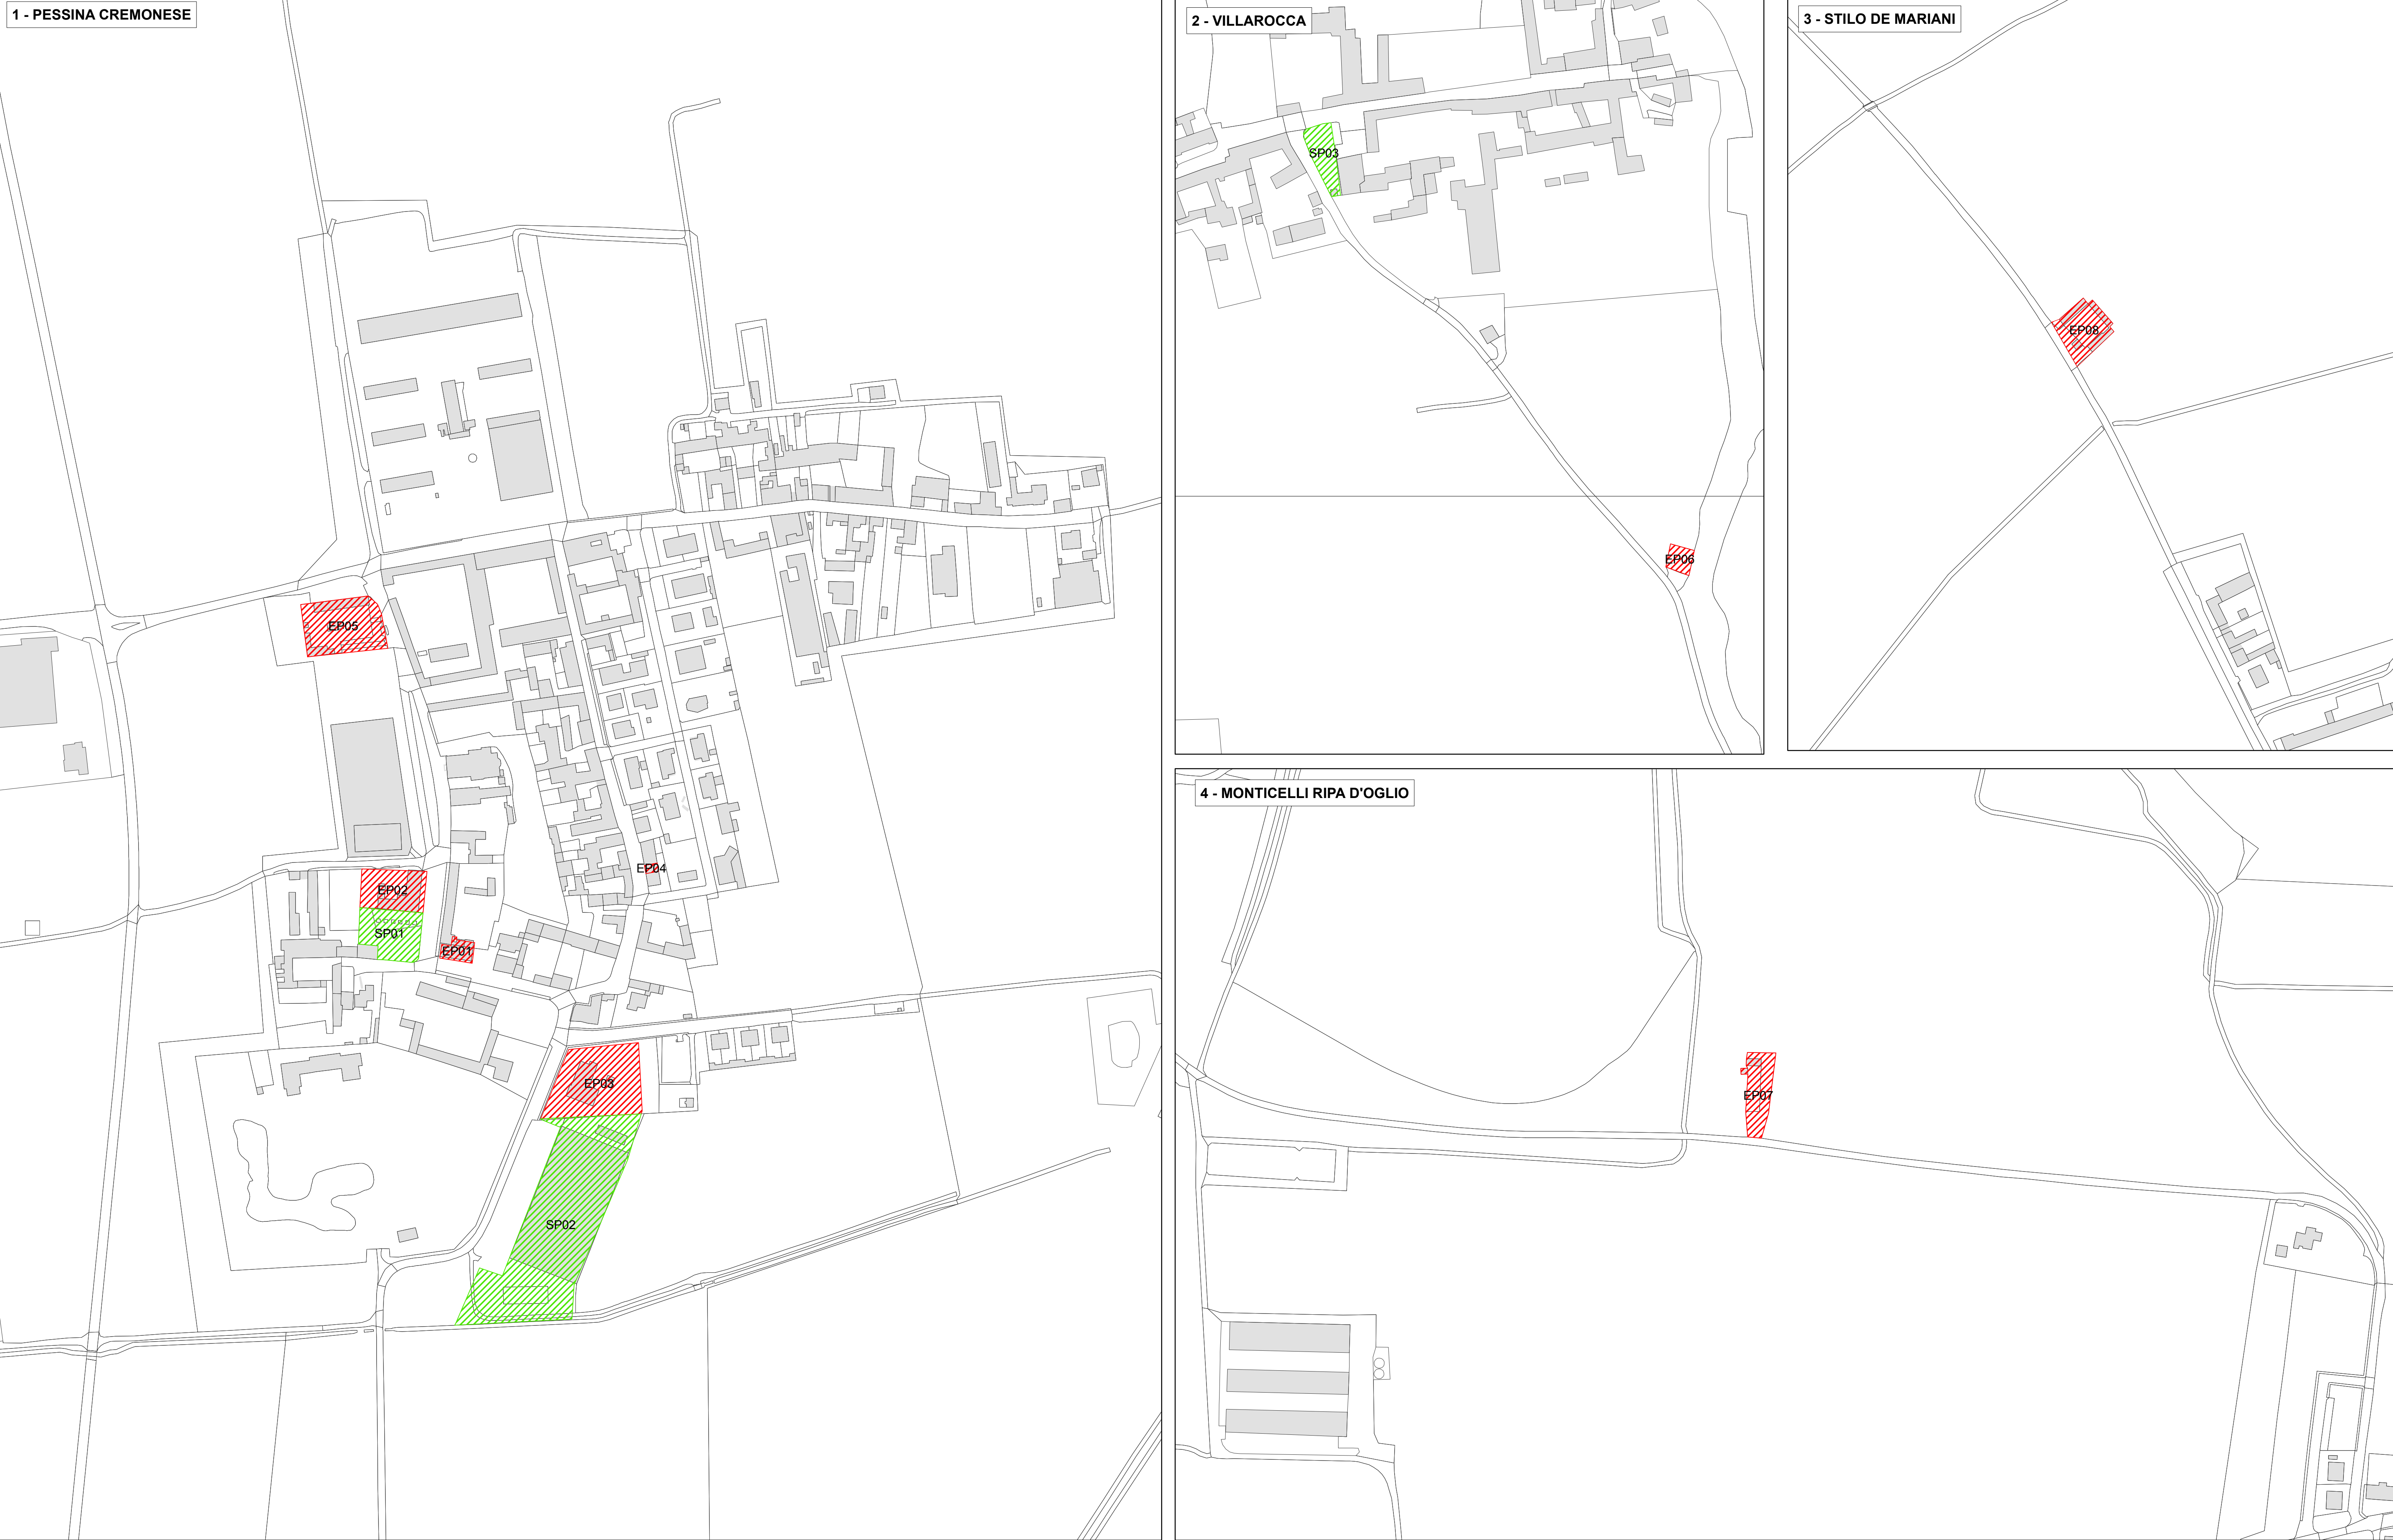 1 - PESSINA CREMONESE
EP05
EP04
EP02
SP01
EP01
EP03
SP02
2 - VILLAROCCA
SP03
EP06
3 - STILO DE MARIANI
EP08
4 - MONTICELLI RIPA D'OGLIO
EP07